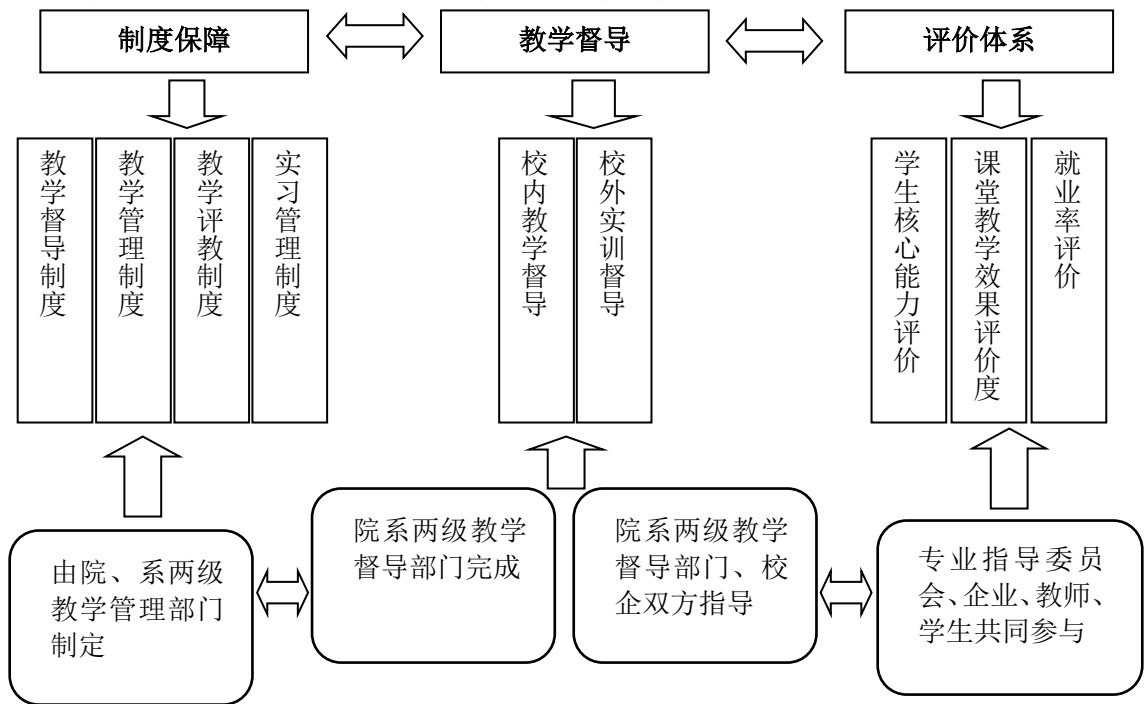 制度保障
教学督导
评价体系
教学督导制度
教学管理制度
教学评教制度
实习管理制度
校内教学督导
校外实训督导
学生核心能力评价
课堂教学效果评价度
就业率评价
由院、系两级
教学管理部门
制定
院系两级教学
督导部门完成
院系两级教学
督导部门、校
企双方指导
专业指导委员
会、企业、教师、
学生共同参与